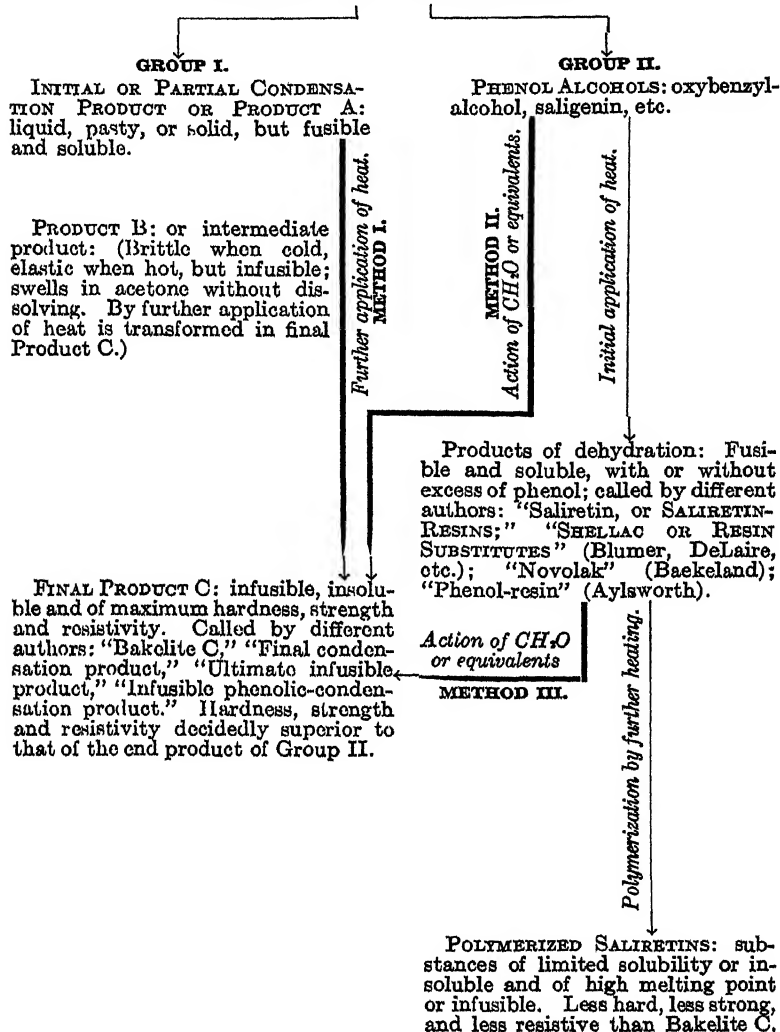 GROUP I.
INITIAL OR PARTIAL CONDENSA-
TION PRODUCT OR PRODUCT A:
liquid, pasty, or solid, but fusible
and soluble.
PRODUCT B: or intermediate
product: (Brittle when cold,
elastic when hot, but infusible;
swells in acetone without dis-
solving. By further application
of heat is transformed in final
Product C.)
Further application of heat.
METHOD I.
GROUP II.
PHENOL ALCOHOLS: oxybenzyl-
alcohol, saligenin, etc.
METHOD II.
Action of CH₂O or equivalents.
Initial application of heat.
Products of dehydration: Fusi-
ble and soluble, with or without
excess of phenol; called by different
authors: "Saliretin, or SALIRETIN-
RESINS;" "SHELLAC OR RESIN
SUBSTITUTES" (Blumer, DeLaire,
etc.); "Novolak" (Baekeland);
"Phenol-resin" (Aylsworth).
FINAL PRODUCT C: infusible, insolu-
ble and of maximum hardness, strength
and resistivity. Called by different
authors: "Bakelite C," "Final conden-
sation product," "Ultimate infusible
product," "Infusible phenolic-conden-
sation product." Hardness, strength
and resistivity decidedly superior to
that of the end product of Group II.
Action of CH₂O
or equivalents
METHOD III.
Polymerization by further heating.
POLYMERIZED SALIRETINS: sub-
stances of limited solubility or in-
soluble and of high melting point
or infusible. Less hard, less strong,
and less resistive than Bakelite C.